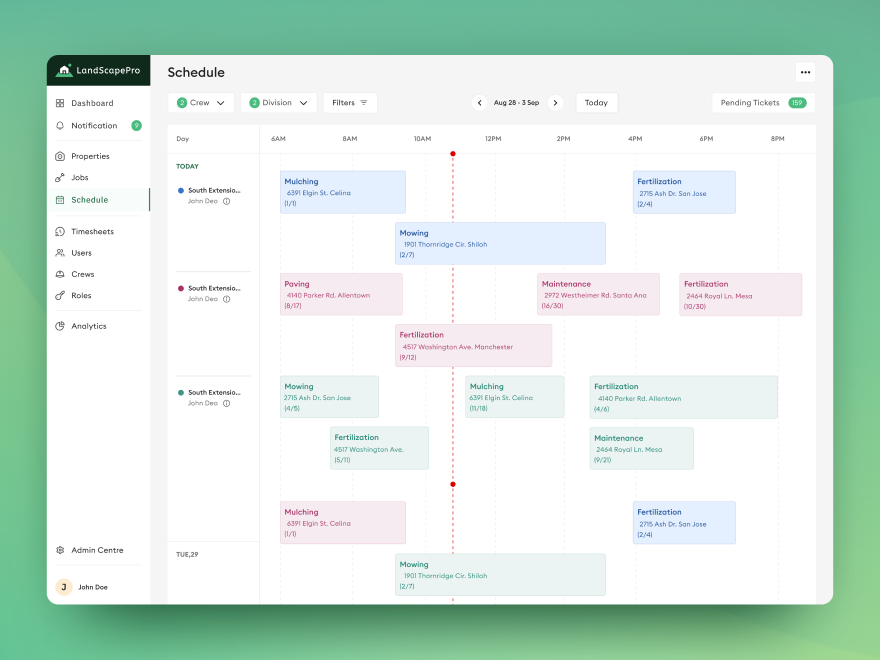 LandScapePro
Dashboard
Notification 9
Properties
Jobs
Schedule
Timesheets
Users
Crews
Roles
Analytics
Admin Centre
J John Doe
Schedule
2 Crew
2 Division
Filters
Aug 28 - 3 Sep
Today
Pending Tickets 159
Day 6AM 8AM 10AM 12PM 2PM 4PM 6PM 8PM
TODAY
South Extensio...
John Deo
Mulching
6391 Elgin St. Celina
(1/1)
Fertilization
2715 Ash Dr. San Jose
(2/4)
Mowing
1901 Thornridge Cir. Shiloh
(2/7)
South Extensio...
John Deo
Paving
4140 Parker Rd. Allentown
(8/17)
Maintenance
2972 Westheimer Rd. Santa Ana
(16/30)
Fertilization
2464 Royal Ln. Mesa
(10/30)
Fertilization
4517 Washington Ave. Manchester
(9/12)
South Extensio...
John Deo
Mowing
2715 Ash Dr. San Jose
(4/5)
Mulching
6391 Elgin St. Celina
(11/18)
Fertilization
4140 Parker Rd. Allentown
(4/6)
Fertilization
4517 Washington Ave.
(5/11)
Maintenance
2464 Royal Ln. Mesa
(9/21)
Mulching
6391 Elgin St. Celina
(1/1)
Fertilization
2715 Ash Dr. San Jose
(2/4)
TUE,29
Mowing
1901 Thornridge Cir. Shiloh
(2/7)